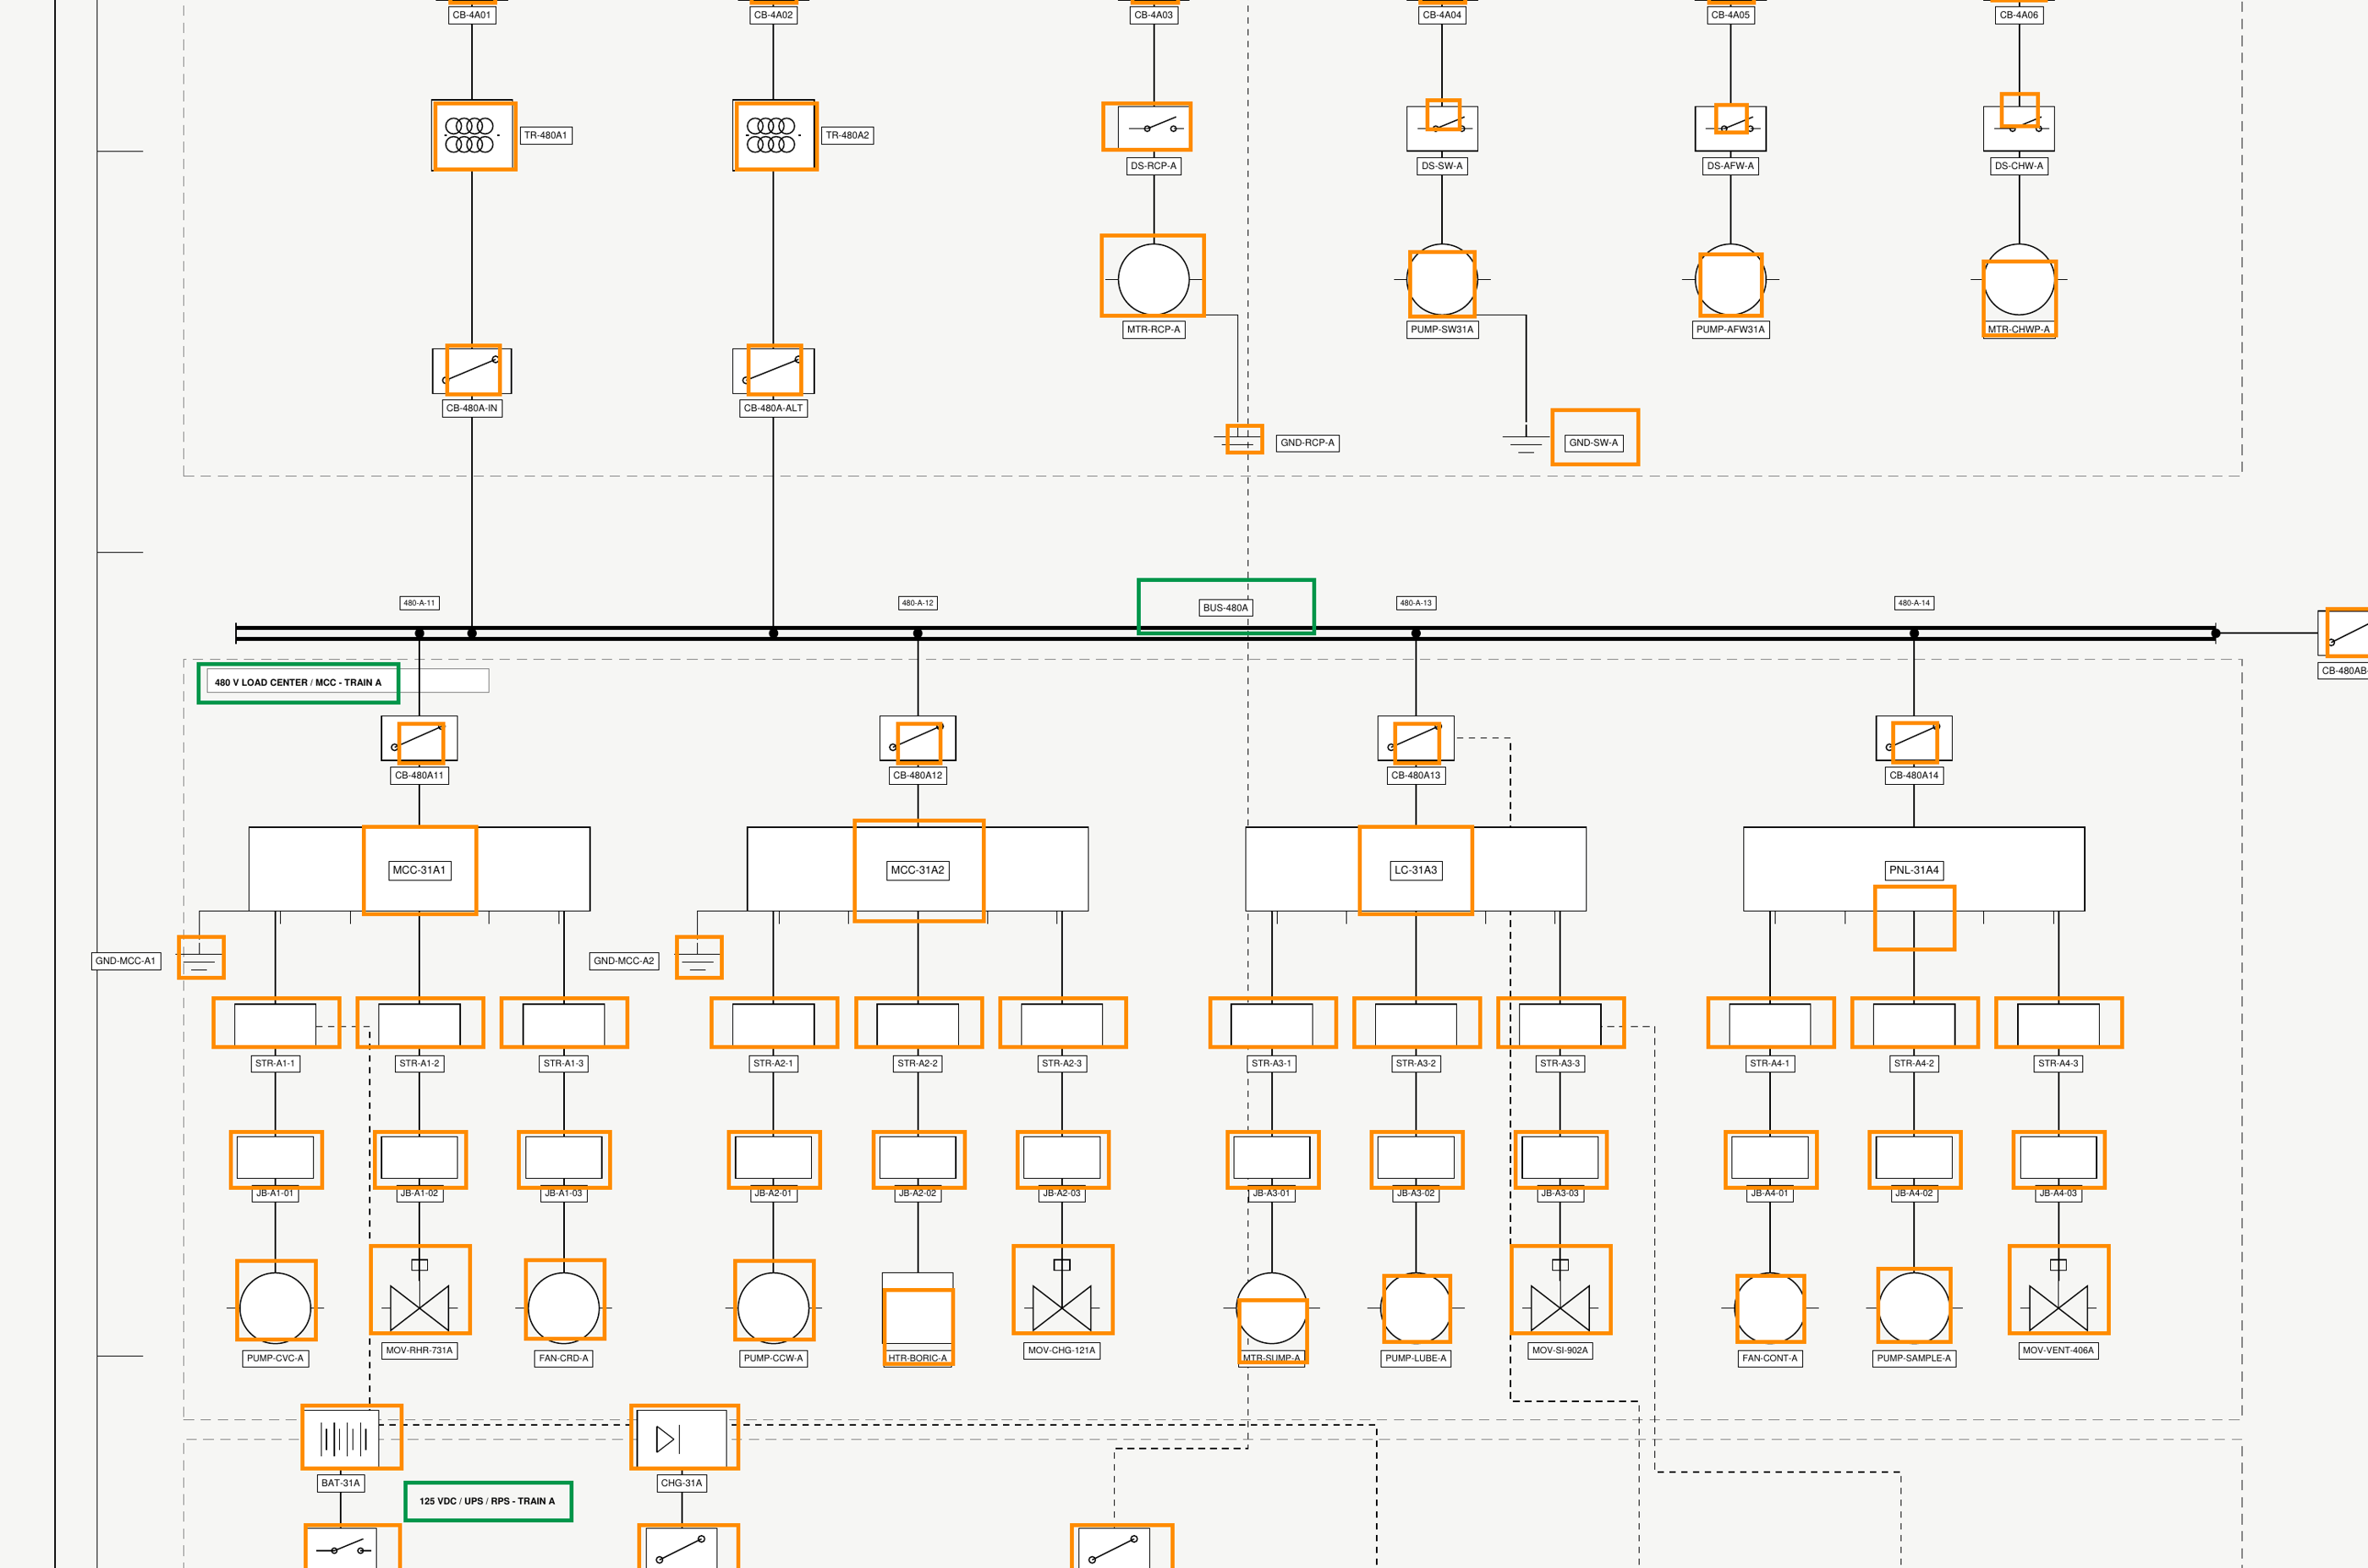 CB-4A01
CB-4A02
CB-4A03
CB-4A04
CB-4A05
CB-4A06
TR-480A1
TR-480A2
DS-RCP-A
DS-SW-A
DS-AFW-A
DS-CHW-A
MTR-RCP-A
PUMP-SW31A
PUMP-AFW31A
MTR-CHWP-A
CB-480A-IN
CB-480A-ALT
GND-RCP-A
GND-SW-A
480-A-11
480-A-12
BUS-480A
480-A-13
480-A-14
CB-480AB-
480 V LOAD CENTER / MCC - TRAIN A
CB-480A11
CB-480A12
CB-480A13
CB-480A14
MCC-31A1
MCC-31A2
LC-31A3
PNL-31A4
GND-MCC-A1
GND-MCC-A2
STR-A1-1
STR-A1-2
STR-A1-3
STR-A2-1
STR-A2-2
STR-A2-3
STR-A3-1
STR-A3-2
STR-A3-3
STR-A4-1
STR-A4-2
STR-A4-3
JB-A1-01
JB-A1-02
JB-A1-03
JB-A2-01
JB-A2-02
JB-A2-03
JB-A3-01
JB-A3-02
JB-A3-03
JB-A4-01
JB-A4-02
JB-A4-03
PUMP-CVC-A
MOV-RHR-731A
FAN-CRD-A
PUMP-CCW-A
HTR-BORIC-A
MOV-CHG-121A
MTR-SUMP-A
PUMP-LUBE-A
MOV-SI-902A
FAN-CONT-A
PUMP-SAMPLE-A
MOV-VENT-406A
BAT-31A
CHG-31A
125 VDC / UPS / RPS - TRAIN A